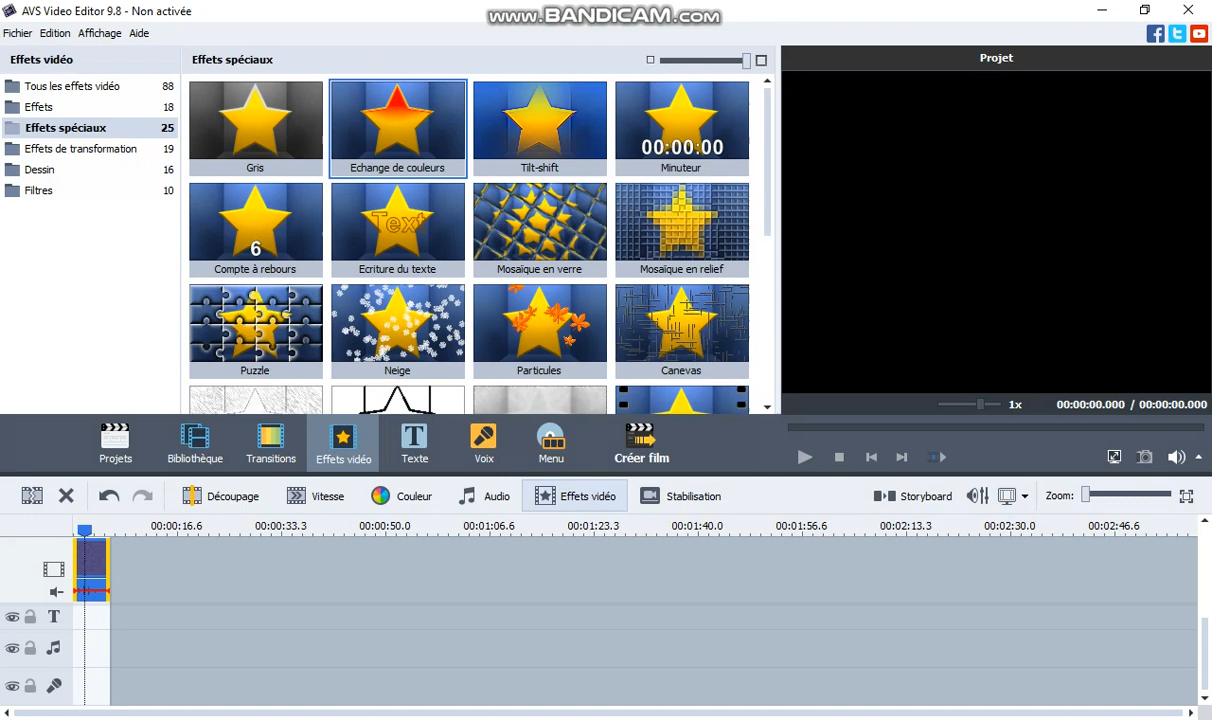 AVS Video Editor 9.8 - Non activée
www.BANDICAM.com
Fichier Edition Affichage Aide
Effets vidéo
Tous les effets vidéo 88
Effets 18
Effets spéciaux 25
Effets de transformation 19
Dessin 16
Filtres 10
Effets spéciaux
00:00:00
Gris Echange de couleurs Tilt-shift Minuteur
6 Text
Compte à rebours Ecriture du texte Mosaïque en verre Mosaïque en relief
Puzzle Neige Particules Canevas
Projet
1x 00:00:00.000 / 00:00:00.000
Projets Bibliothèque Transitions Effets vidéo Texte Voix Menu Créer film
Découpage Vitesse Couleur Audio Effets vidéo Stabilisation Storyboard Zoom:
00:00:16.6 00:00:33.3 00:00:50.0 00:01:06.6 00:01:23.3 00:01:40.0 00:01:56.6 00:02:13.3 00:02:30.0 00:02:46.6
T